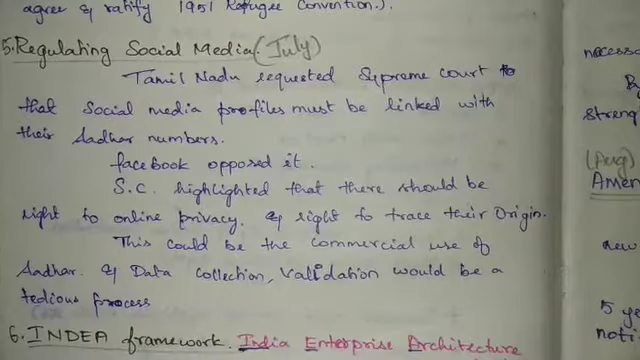 agree & ratify 1951 Refugee Convention.).
5. Regulating Social Media. (July)
Tamil Nadu requested Supreme court to
that social media profiles must be linked with
their Aadhar numbers.
facebook opposed it.
S.C. highlighted that there should be
right to online privacy. & right to trace their Origin.
This could be the commercial use of
Aadhar. & Data collection, Validation would be a
tedious process
6. INDEA framework. India Enterprise Architecture
necessa
streng
(Aug)
Amen
new
5 ye
noti